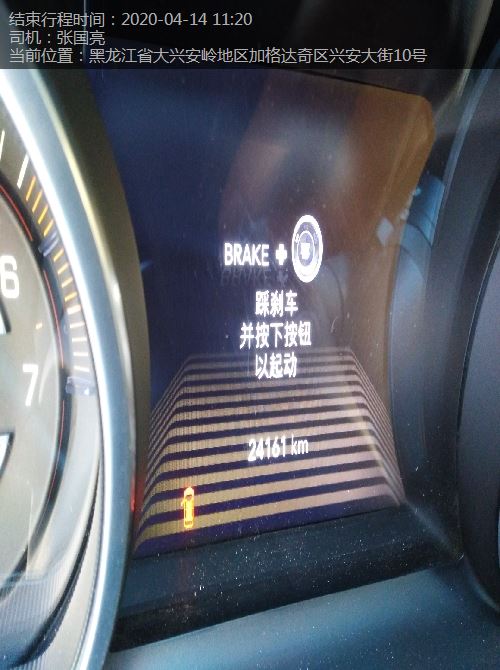 结束行程时间：2020-04-14 11:20
司机：张国亮
当前位置：黑龙江省大兴安岭地区加格达奇区兴安大街10号
BRAKE +
踩刹车
并按下按钮
以起动
6
7
24161 km